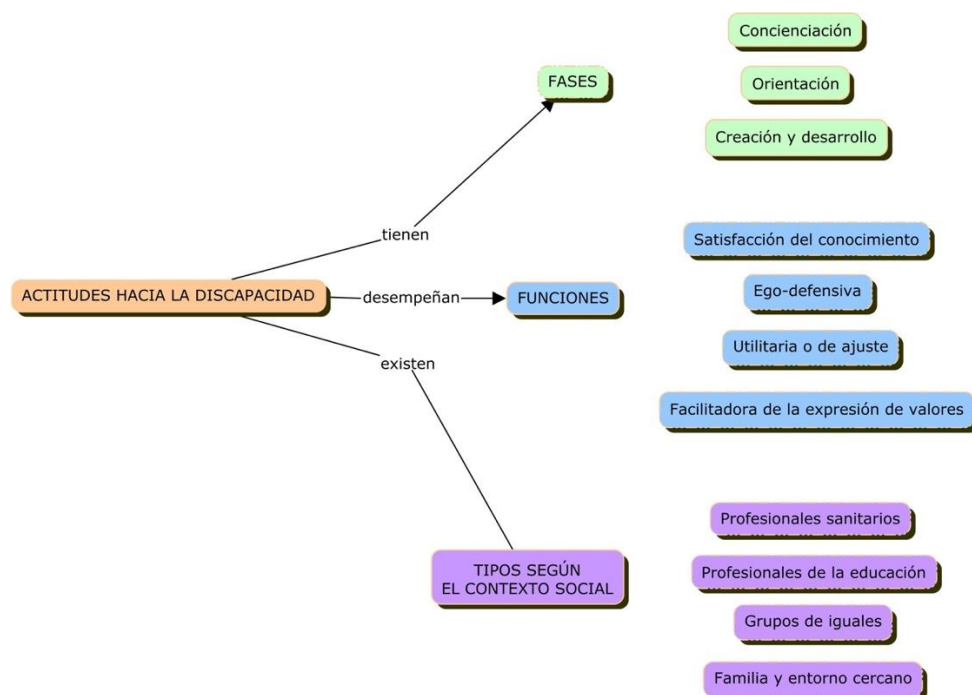 Concienciación
FASES
Orientación
Creación y desarrollo
tienen
Satisfacción del conocimiento
ACTITUDES HACIA LA DISCAPACIDAD
desempeñan
FUNCIONES
Ego-defensiva
Utilitaria o de ajuste
existen
Facilitadora de la expresión de valores
Profesionales sanitarios
TIPOS SEGÚN
EL CONTEXTO SOCIAL
Profesionales de la educación
Grupos de iguales
Familia y entorno cercano